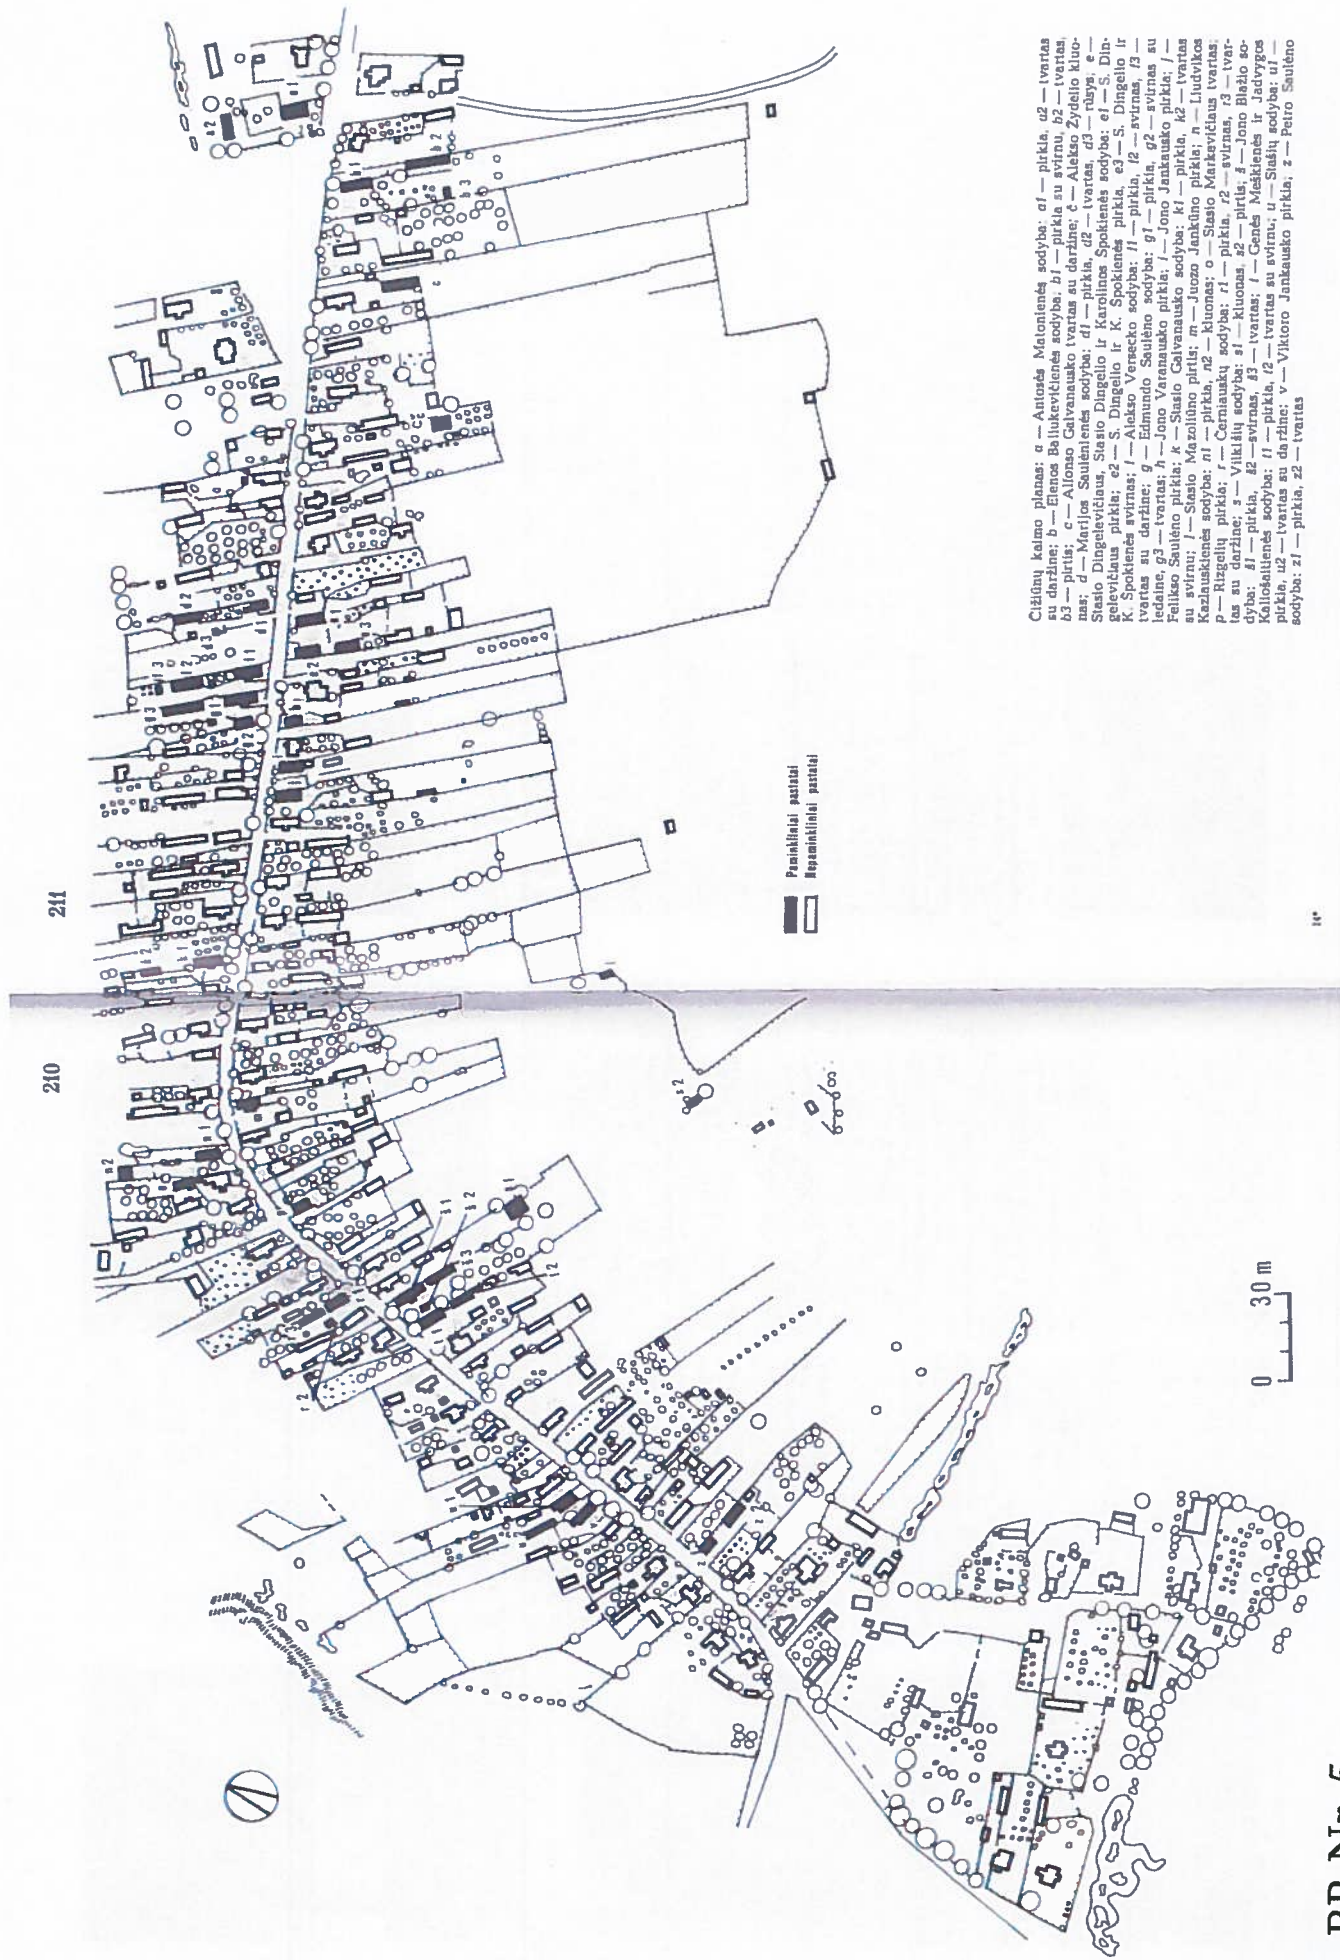 210
211
Paminkliniai pastatai
Nepaminkliniai pastatai
0 30 m
Čižiūnų kaimo planas: a — Antosės Matonienės sodyba: a1 — pirkia, a2 — tvartas
su daržine; b — Elenos Baliukevičienės sodyba: b1 — pirkia su svirnu, b2 — tvartas,
b3 — pirtis; c — Alfonso Galvanausko tvartas su daržine; č — Alekso Žydelio kluo-
nas; d — Marijos Saulėnienės sodyba: d1 — pirkia, d2 — tvartas, d3 — rūsys; e —
Stasio Dingelevičiaus, Stasio Dingelio ir Karolinos Špokienės sodyba: e1 — S. Din-
gelevičiaus pirkia; e2 — S. Dingelio ir K. Špokienės pirkia, e3 — S. Dingelio ir
K. Špokienės svirnas; f — Alekso Versecko sodyba: f1 — pirkia, f2 — svirnas, f3 —
tvartas su daržine; g — Edmundo Saulėno sodyba: g1 — pirkia, g2 — svirnas su
ledaine, g3 — tvartas; h — Jono Varanausko pirkia; i — Jono Jankausko pirkia; j —
Felikso Saulėno pirkia; k — Stasio Galvanausko sodyba: k1 — pirkia, k2 — tvartas
su svirnu; l — Stasio Mazoliūno pirtis; m — Juozo Jankūno pirkia; n — Liudvikos
Kazlauskienės sodyba: n1 — pirkia, n2 — kluonas; o — Stasio Markevičiaus tvartas;
p — Rizgelių pirkia; r — Černiauskų sodyba: r1 — pirkia, r2 — svirnas, r3 — tvar-
tas su daržine; s — Vilkišių sodyba: s1 — kluonas, s2 — pirtis; š — Jono Blažio so-
dyba: š1 — pirkia, š2 — svirnas, š3 — tvartas; t — Genės Meškienės ir Jadvygos
Kaliošaitienės sodyba: t1 — pirkia, t2 — tvartas su svirnu; u — Stašių sodyba: u1 —
pirkia, u2 — tvartas su daržine; v — Viktoro Jankausko pirkia; z — Petro Saulėno
sodyba: z1 — pirkia, z2 — tvartas
14*